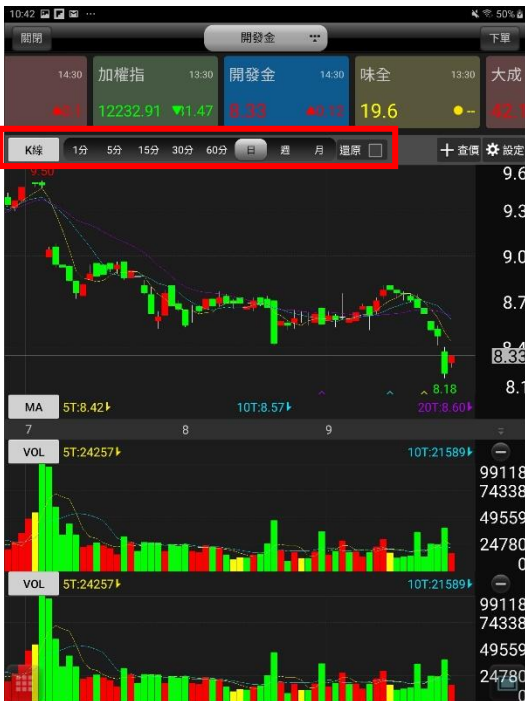 10:42 ... 50%
關閉 開發金 下單
14:30 加權指 13:30 開發金 14:30 味全 13:30 大成
12232.91 ▼11.47 8.33 19.6 ●--
K線 1分 5分 15分 30分 60分 日 週 月 還原 ＋查價 設定
9.50
9.6
9.3
9.0
8.7
8.33
8.18
8.1
MA 5T:8.42 10T:8.57 20T:8.60
7 8 9
VOL 5T:24257 10T:21589
99118
74338
49559
24780
0
VOL 5T:24257 10T:21589
99118
74338
49559
24780
0